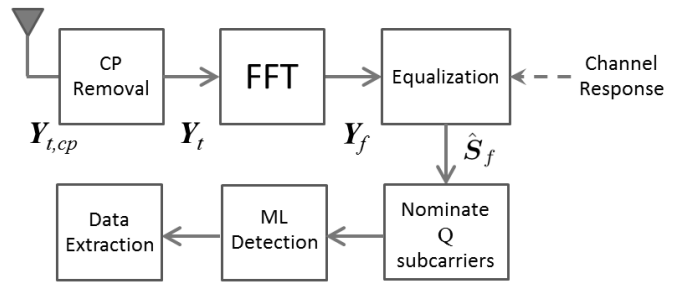 CP
Removal
FFT
Equalization
Channel
Response
Y_{t,cp}
Y_t
Y_f
Ŝ_f
Data
Extraction
ML
Detection
Nominate
Q
subcarriers